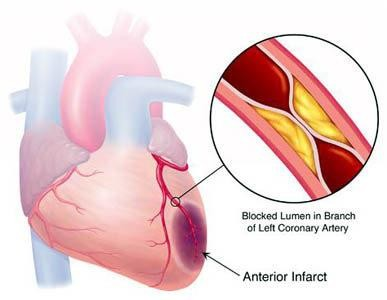 Blocked Lumen in Branch
of Left Coronary Artery
Anterior Infarct